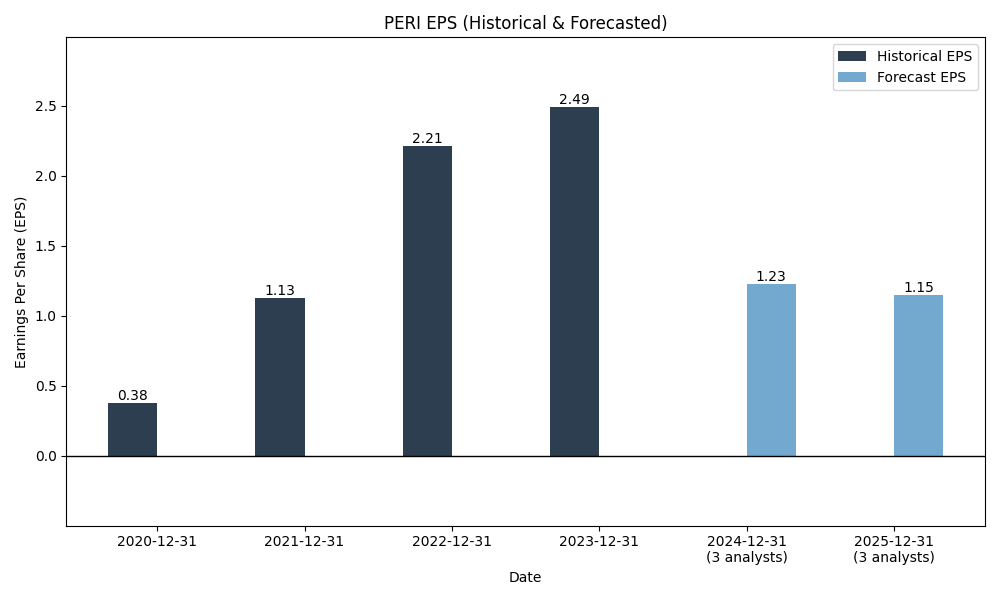 PERI EPS (Historical & Forecasted)
Historical EPS
Forecast EPS
Earnings Per Share (EPS)
2.5
2.0
1.5
1.0
0.5
0.0
0.38
1.13
2.21
2.49
1.23
1.15
2020-12-31
2021-12-31
2022-12-31
2023-12-31
2024-12-31
(3 analysts)
2025-12-31
(3 analysts)
Date